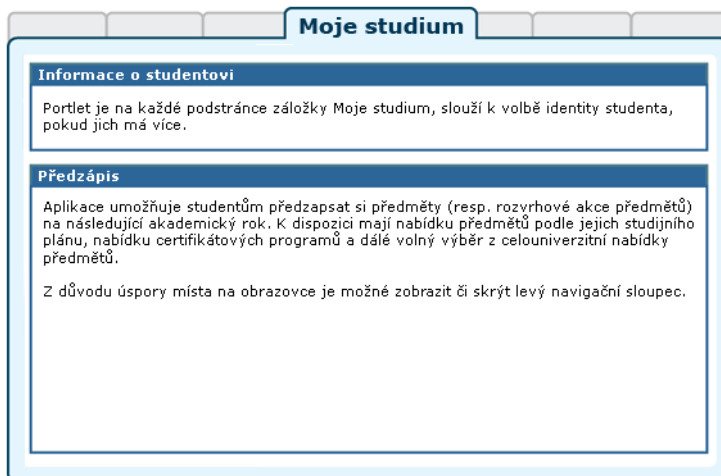 Moje studium
Informace o studentovi
Portlet je na každé podstránce záložky Moje studium, slouží k volbě identity studenta,
pokud jich má více.
Předzápis
Aplikace umožňuje studentům předzapsat si předměty (resp. rozvrhové akce předmětů)
na následující akademický rok. K dispozici mají nabídku předmětů podle jejich studijního
plánu, nabídku certifikátových programů a dálé volný výběr z celouniverzitní nabídky
předmětů.
Z důvodu úspory místa na obrazovce je možné zobrazit či skrýt levý navigační sloupec.